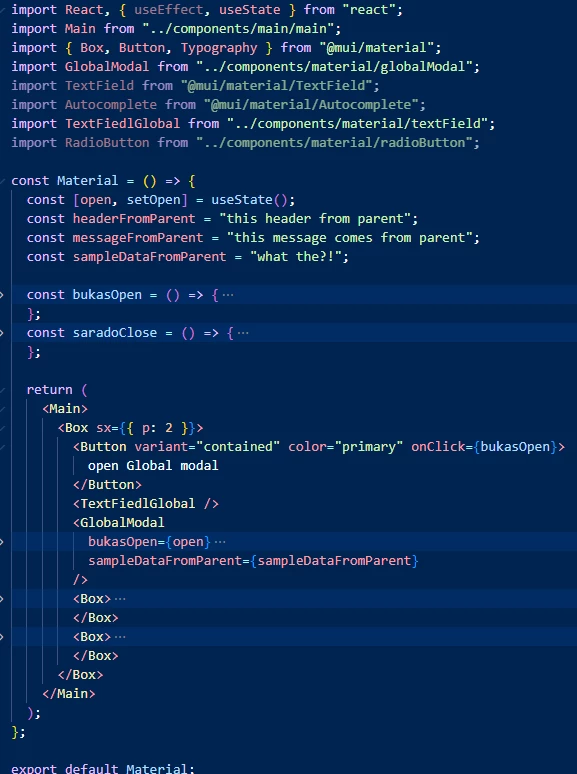 import React, { useEffect, useState } from "react";
import Main from "../components/main/main";
import { Box, Button, Typography } from "@mui/material";
import GlobalModal from "../components/material/globalModal";
import TextField from "@mui/material/TextField";
import Autocomplete from "@mui/material/Autocomplete";
import TextFiedlGlobal from "../components/material/textField";
import RadioButton from "../components/material/radioButton";

const Material = () => {
  const [open, setOpen] = useState();
  const headerFromParent = "this header from parent";
  const messageFromParent = "this message comes from parent";
  const sampleDataFromParent = "what the?!";

  const bukasOpen = () => {···
  };
  const saradoClose = () => {···
  };

  return (
    <Main>
      <Box sx={{ p: 2 }}>
        <Button variant="contained" color="primary" onClick={bukasOpen}>
          open Global modal
        </Button>
        <TextFiedlGlobal />
        <GlobalModal
          bukasOpen={open}···
          sampleDataFromParent={sampleDataFromParent}
        />
        <Box>···
        </Box>
        <Box>···
        </Box>
      </Box>
    </Main>
  );
};

export default Material;